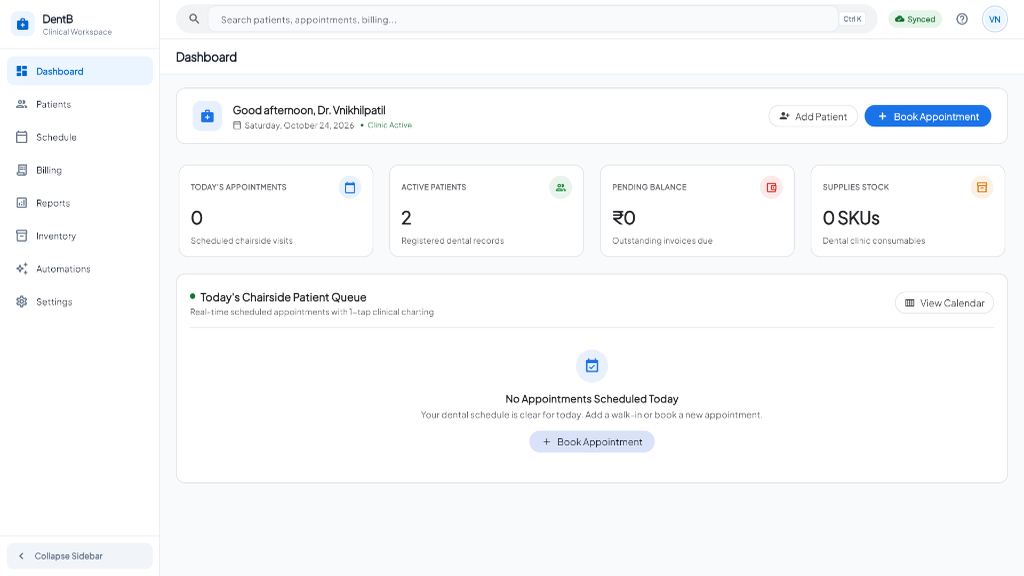 DentB
Clinical Workspace
Search patients, appointments, billing...
Ctrl K
Synced
VN
Dashboard
Patients
Schedule
Billing
Reports
Inventory
Automations
Settings
Collapse Sidebar
Dashboard
Good afternoon, Dr. Vnikhilpatil
Saturday, October 24, 2026 • Clinic Active
Add Patient
+ Book Appointment
TODAY'S APPOINTMENTS
0
Scheduled chairside visits
ACTIVE PATIENTS
2
Registered dental records
PENDING BALANCE
₹0
Outstanding invoices due
SUPPLIES STOCK
0 SKUs
Dental clinic consumables
Today's Chairside Patient Queue
Real-time scheduled appointments with 1-tap clinical charting
View Calendar
No Appointments Scheduled Today
Your dental schedule is clear for today. Add a walk-in or book a new appointment.
+ Book Appointment